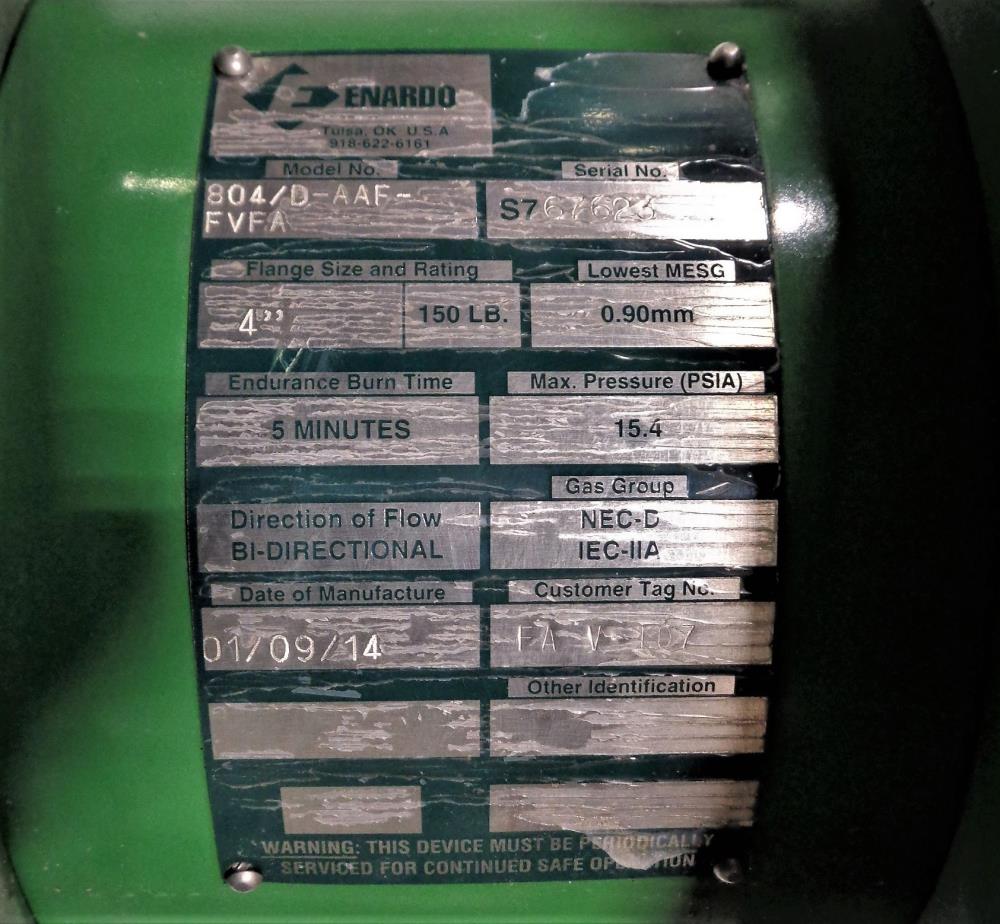 ENARDO
Tulsa, OK U.S.A
918-622-6161
Model No.
804/D-AAF-
FVFA
Serial No.
S767623
Flange Size and Rating
4" 150 LB.
Lowest MESG
0.90mm
Endurance Burn Time
5 MINUTES
Max. Pressure (PSIA)
15.4
Direction of Flow
BI-DIRECTIONAL
Gas Group
NEC-D
IEC-IIA
Date of Manufacture
01/09/14
Customer Tag No.
FA V 107
Other Identification
WARNING: THIS DEVICE MUST BE PERIODICALLY
SERVICED FOR CONTINUED SAFE OPERATION